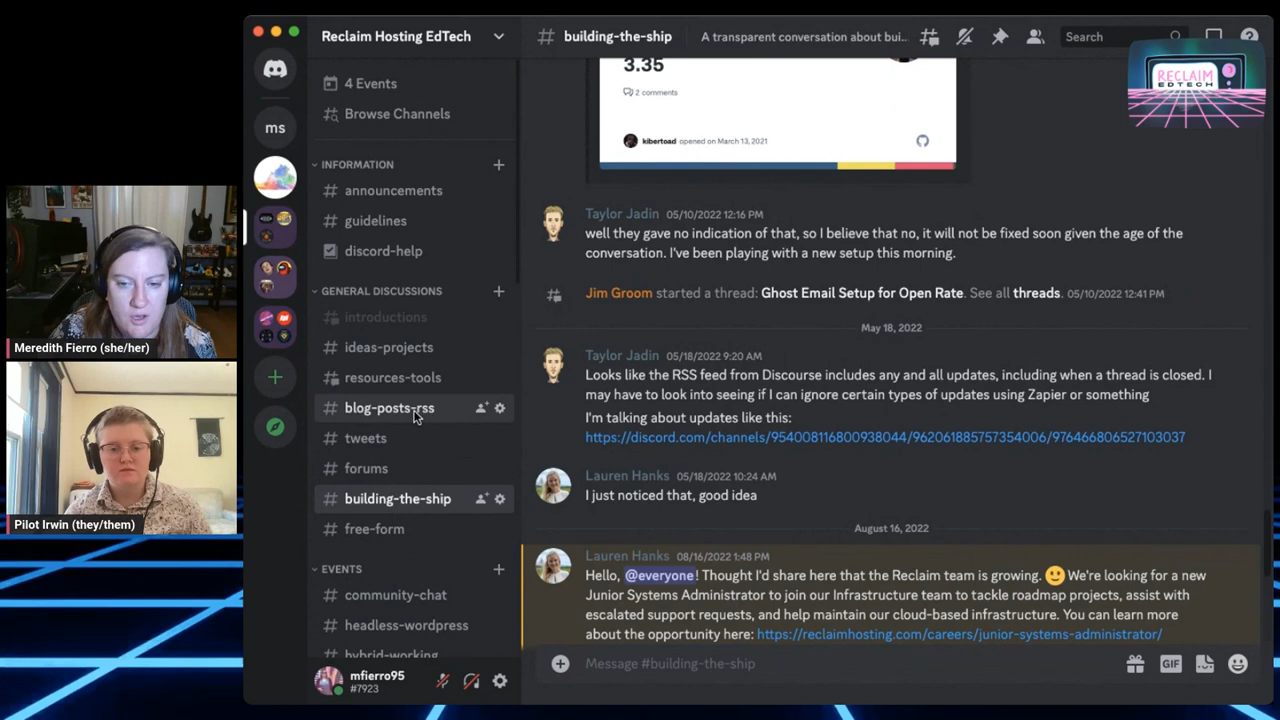 Meredith Fierro (she/her)
Pilot Irwin (they/them)
ms
Reclaim Hosting EdTech
4 Events
Browse Channels
INFORMATION
announcements
guidelines
discord-help
GENERAL DISCUSSIONS
introductions
ideas-projects
resources-tools
blog-posts-rss
tweets
forums
building-the-ship
free-form
EVENTS
community-chat
headless-wordpress
hybrid-working
mfierro95
#7923
# building-the-ship
A transparent conversation about bui...
Search
RECLAIM
EDTECH
3.35
2 comments
kibertoad opened on March 13, 2021
Taylor Jadin 05/10/2022 12:16 PM
well they gave no indication of that, so I believe that no, it will not be fixed soon given the age of the
conversation. I've been playing with a new setup this morning.
Jim Groom started a thread: Ghost Email Setup for Open Rate. See all threads. 05/10/2022 12:41 PM
May 18, 2022
Taylor Jadin 05/18/2022 9:20 AM
Looks like the RSS feed from Discourse includes any and all updates, including when a thread is closed. I
may have to look into seeing if I can ignore certain types of updates using Zapier or something
I'm talking about updates like this:
https://discord.com/channels/954008116800938044/962061885757354006/976466806527103037
Lauren Hanks 05/18/2022 10:24 AM
I just noticed that, good idea
August 16, 2022
Lauren Hanks 08/16/2022 1:48 PM
Hello, @everyone! Thought I'd share here that the Reclaim team is growing. 🙂 We're looking for a new
Junior Systems Administrator to join our Infrastructure team to tackle roadmap projects, assist with
escalated support requests, and help maintain our cloud-based infrastructure. You can learn more
about the opportunity here: https://reclaimhosting.com/careers/junior-systems-administrator/
Message #building-the-ship
GIF